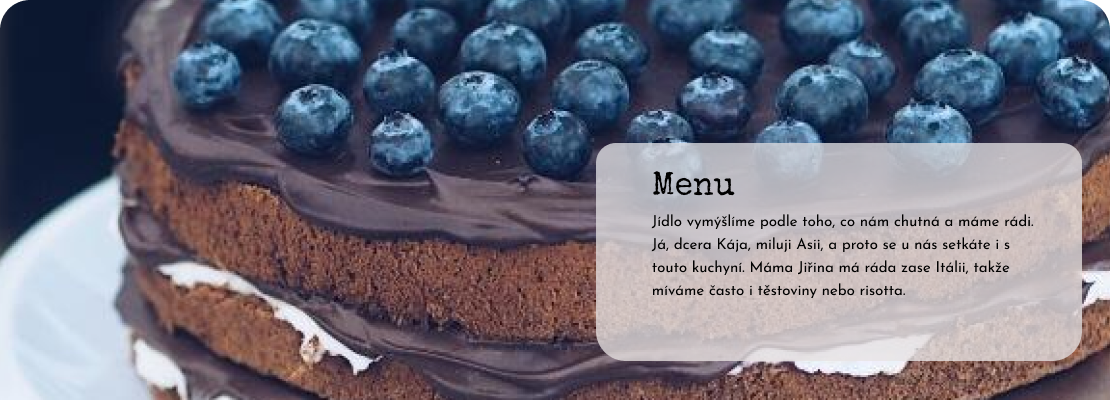 Menu
Jídlo vymýšlíme podle toho, co nám chutná a máme rádi.
Já, dcera Kája, miluji Asii, a proto se u nás setkáte i s
touto kuchyní. Máma Jiřina má ráda zase Itálii, takže
míváme často i těstoviny nebo risotta.